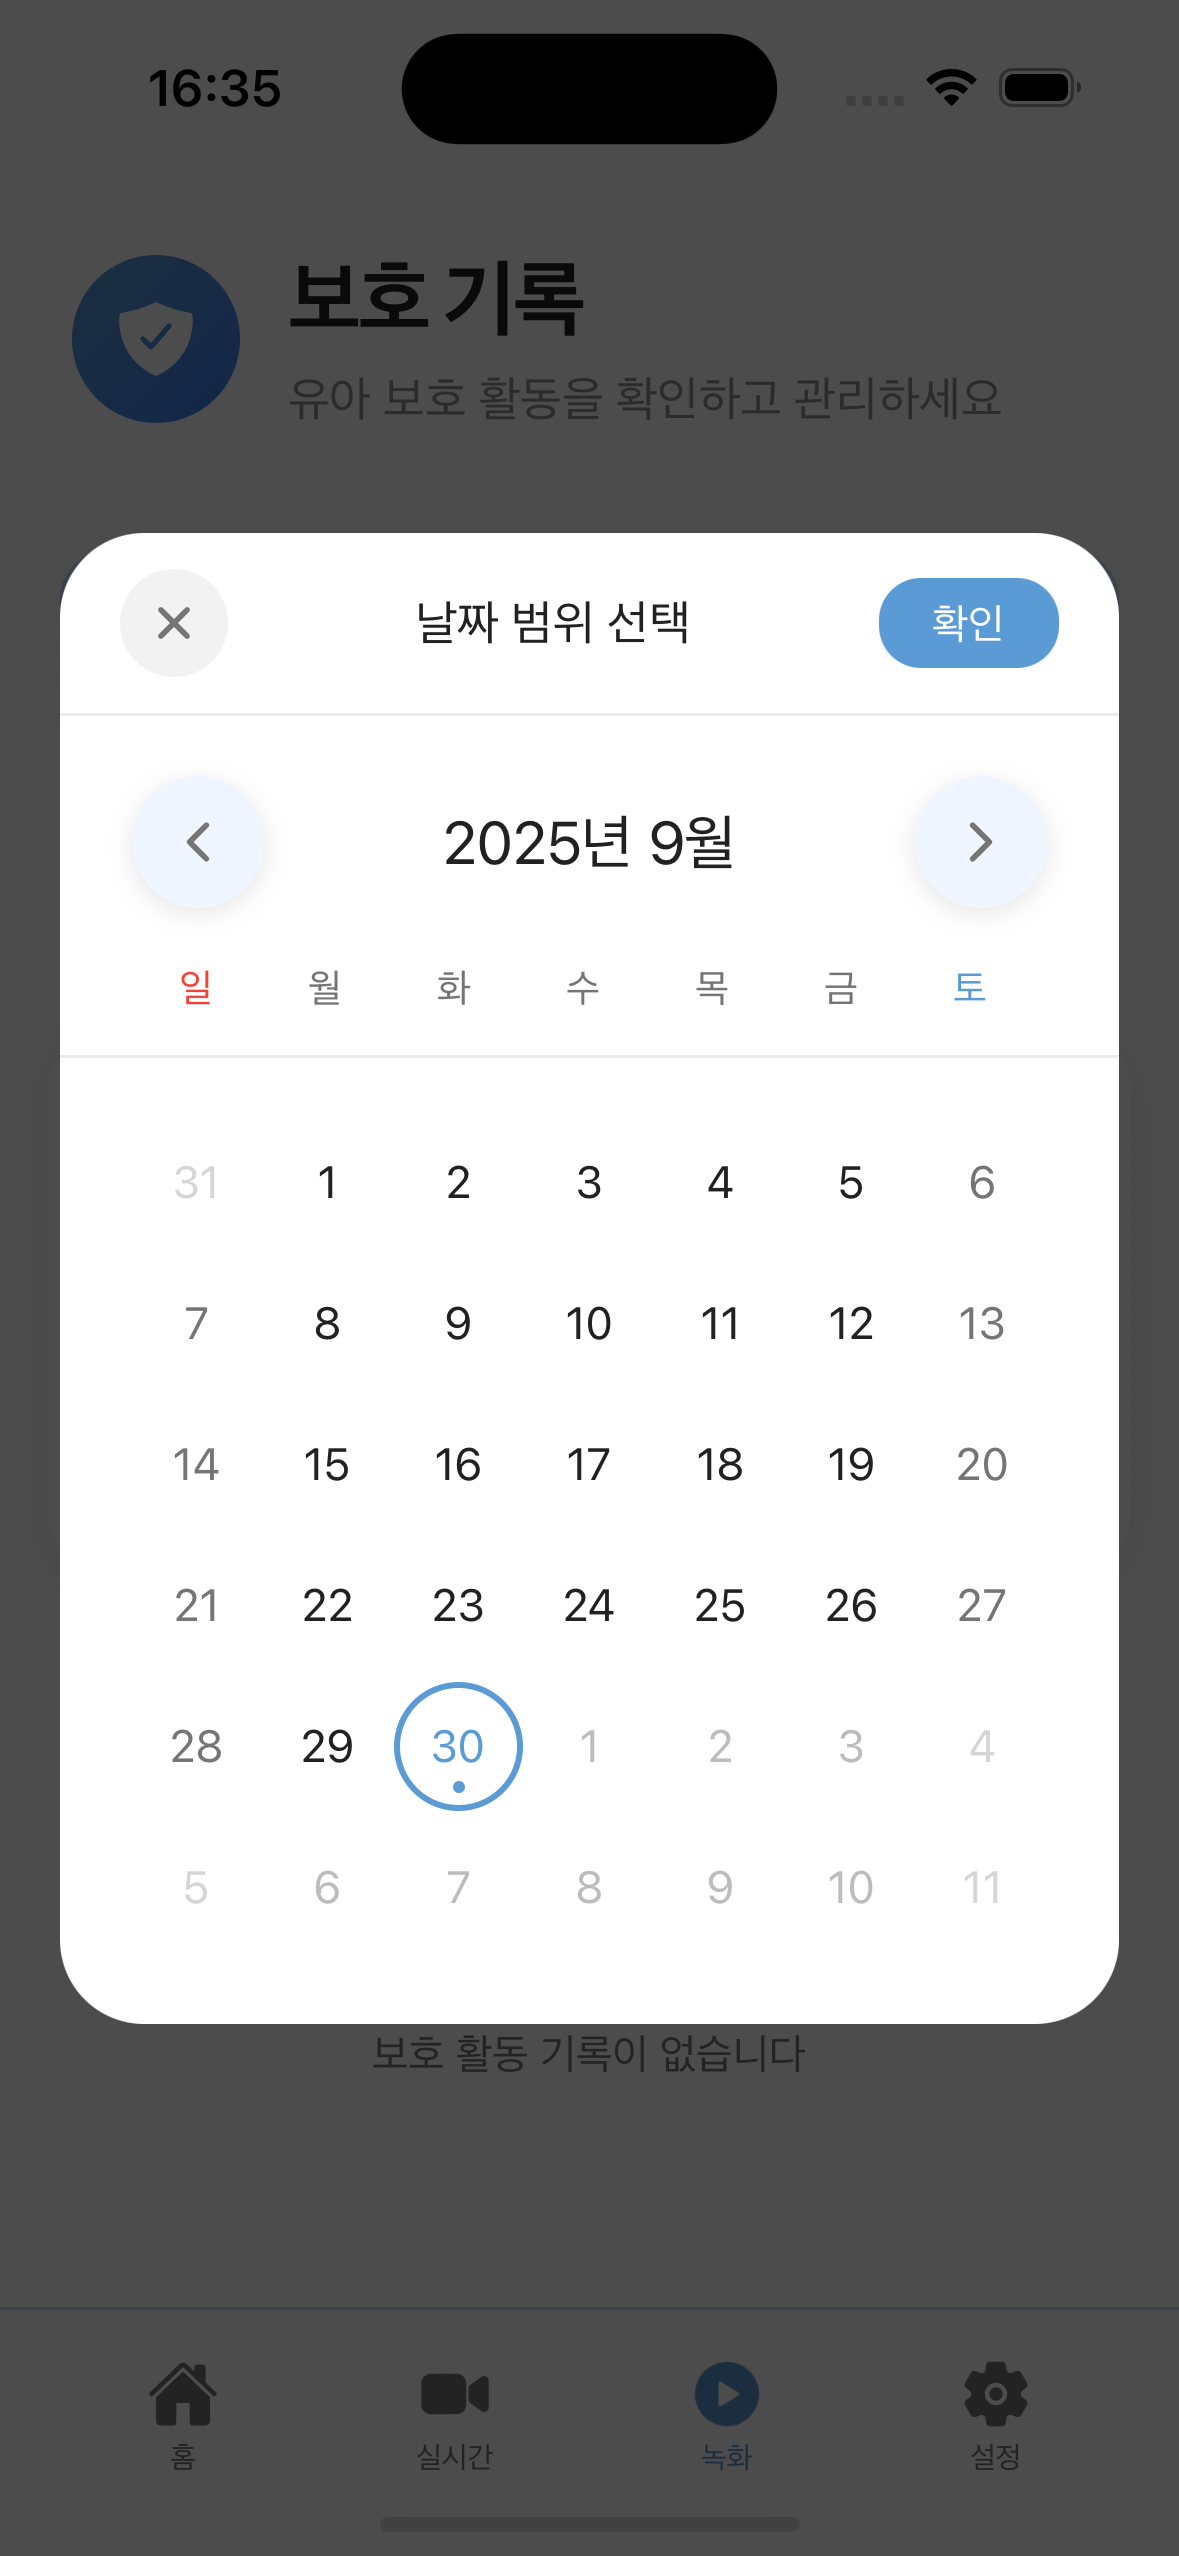 16:35
보호 기록
유아 보호 활동을 확인하고 관리하세요
날짜 범위 선택
확인
2025년 9월
일 월 화 수 목 금 토
31 1 2 3 4 5 6
7 8 9 10 11 12 13
14 15 16 17 18 19 20
21 22 23 24 25 26 27
28 29 30 1 2 3 4
5 6 7 8 9 10 11
보호 활동 기록이 없습니다
홈 실시간 녹화 설정